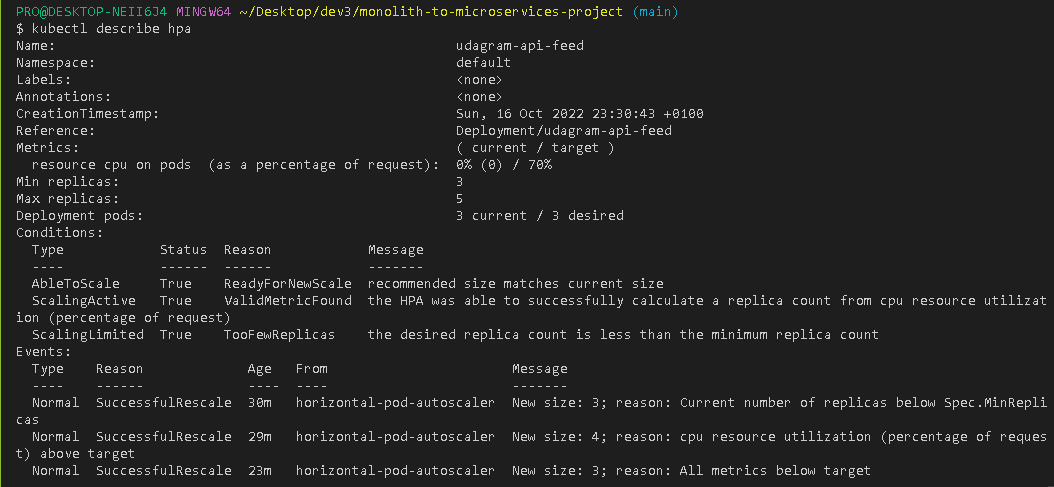 PRO@DESKTOP-NEII6J4 MINGW64 ~/Desktop/dev3/monolith-to-microservices-project (main)
$ kubectl describe hpa
Name:                                                  udagram-api-feed
Namespace:                                             default
Labels:                                                <none>
Annotations:                                           <none>
CreationTimestamp:                                     Sun, 16 Oct 2022 23:30:43 +0100
Reference:                                             Deployment/udagram-api-feed
Metrics:                                               ( current / target )
  resource cpu on pods  (as a percentage of request):  0% (0) / 70%
Min replicas:                                          3
Max replicas:                                          5
Deployment pods:                                       3 current / 3 desired
Conditions:
  Type            Status  Reason            Message
  ----            ------  ------            -------
  AbleToScale     True    ReadyForNewScale  recommended size matches current size
  ScalingActive   True    ValidMetricFound  the HPA was able to successfully calculate a replica count from cpu resource utilizat
ion (percentage of request)
  ScalingLimited  True    TooFewReplicas    the desired replica count is less than the minimum replica count
Events:
  Type    Reason             Age   From                       Message
  ----    ------             ----  ----                       -------
  Normal  SuccessfulRescale  30m   horizontal-pod-autoscaler  New size: 3; reason: Current number of replicas below Spec.MinRepli
cas
  Normal  SuccessfulRescale  29m   horizontal-pod-autoscaler  New size: 4; reason: cpu resource utilization (percentage of reques
t) above target
  Normal  SuccessfulRescale  23m   horizontal-pod-autoscaler  New size: 3; reason: All metrics below target